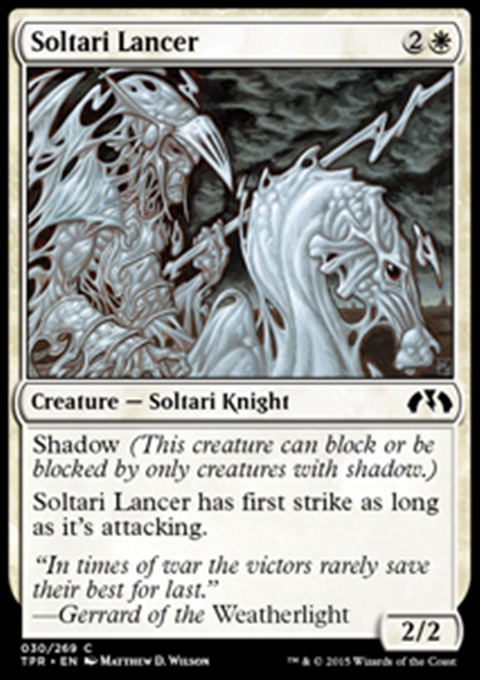 Soltari Lancer 2
Creature — Soltari Knight
Shadow (This creature can block or be
blocked by only creatures with shadow.)
Soltari Lancer has first strike as long
as it's attacking.
"In times of war the victors rarely save
their best for last."
—Gerrard of the Weatherlight
2/2
030/269 C
TPR • EN Matthew D. Wilson
™ & © 2015 Wizards of the Coast